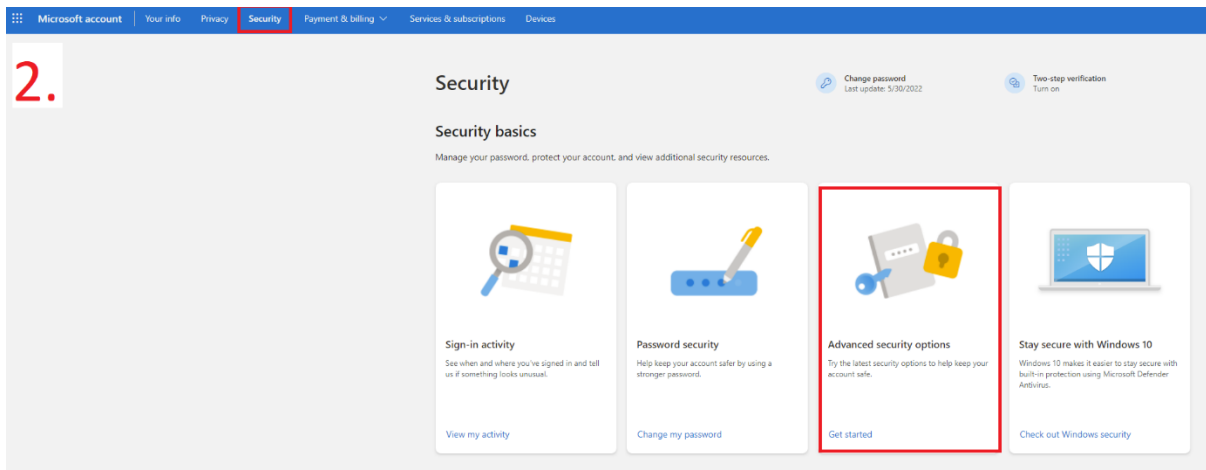 Microsoft account Your info Privacy Security Payment & billing Services & subscriptions Devices
2.
Security
Change password
Last update: 5/30/2022
Two-step verification
Turn on
Security basics
Manage your password, protect your account, and view additional security resources.
Sign-in activity
See when and where you've signed in and tell
us if something looks unusual.
View my activity
Password security
Help keep your account safer by using a
stronger password.
Change my password
Advanced security options
Try the latest security options to help keep your
account safe.
Get started
Stay secure with Windows 10
Windows 10 makes it easier to stay secure with
built-in protection using Microsoft Defender
Antivirus.
Check out Windows security